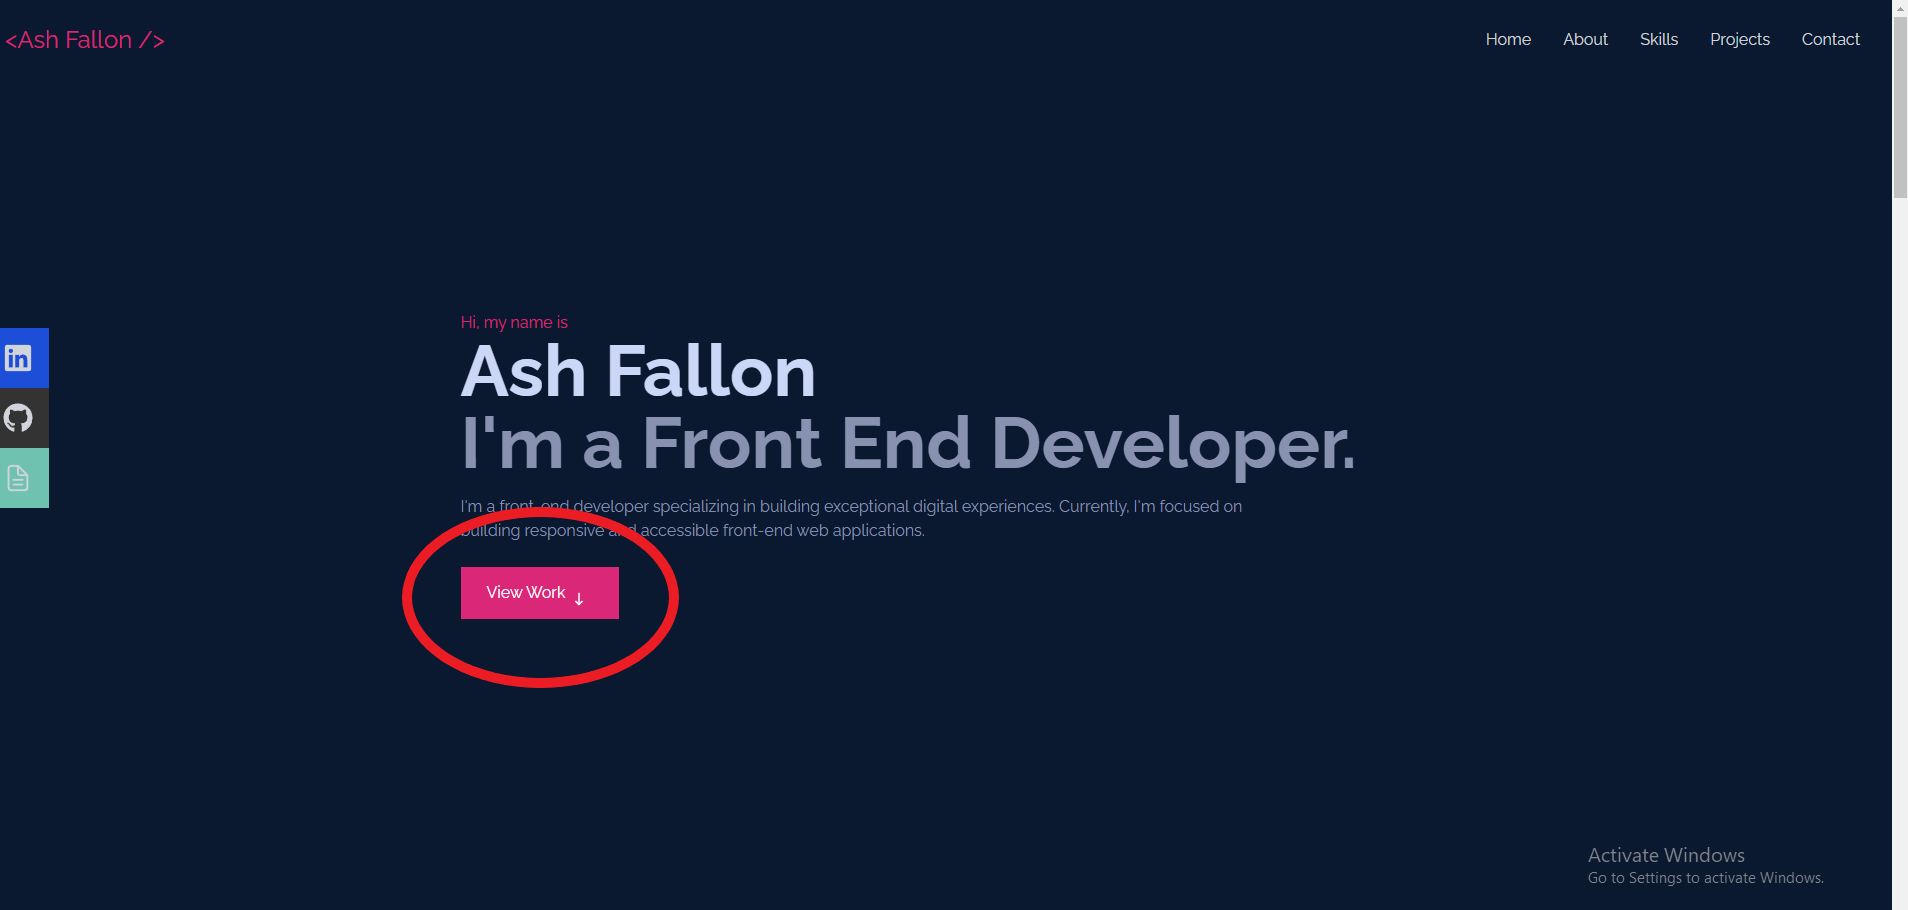 <Ash Fallon />
Home About Skills Projects Contact
Hi, my name is
Ash Fallon
I'm a Front End Developer.
I'm a front-end developer specializing in building exceptional digital experiences. Currently, I'm focused on
building responsive and accessible front-end web applications.
in
View Work ↓
Activate Windows
Go to Settings to activate Windows.